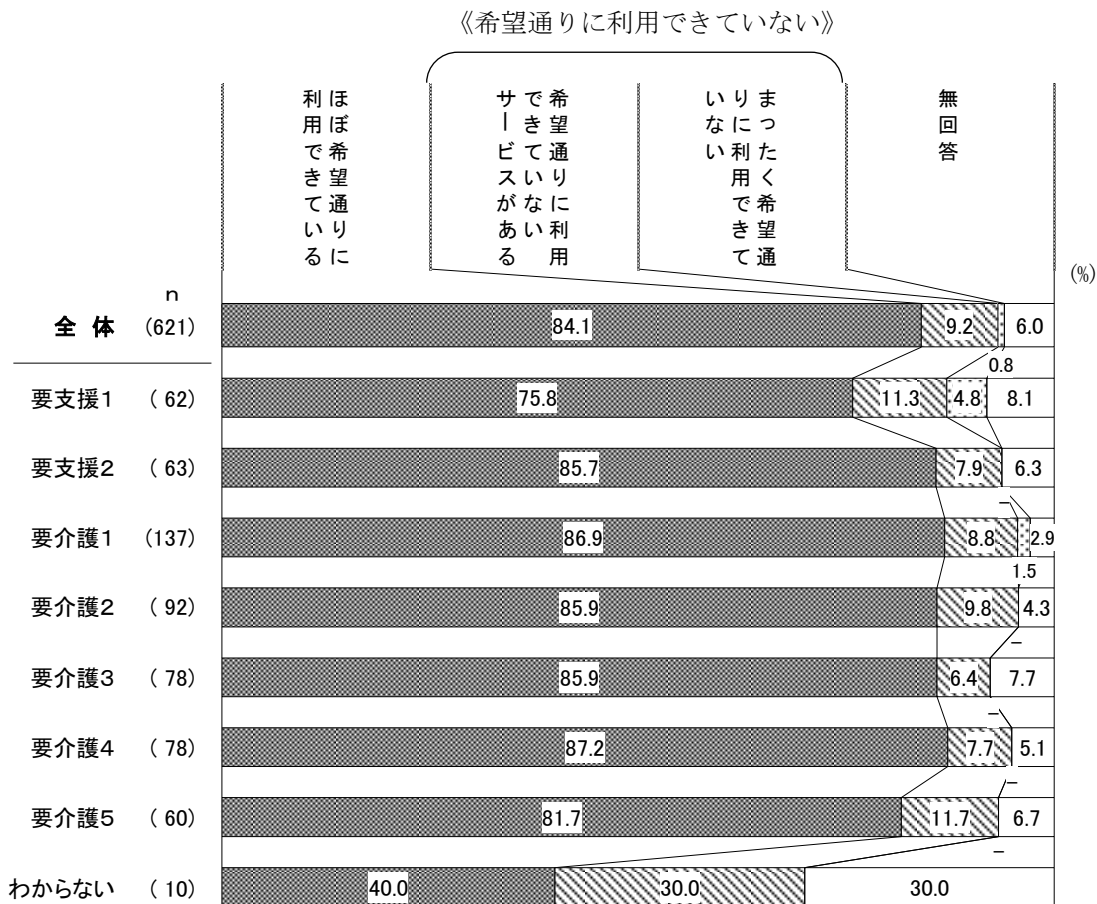 《希望通りに利用できていない》
ほぼ希望通りに
利用できている
希望通りに利用
できていない
サービスがある
まったく希望通
りに利用できて
いない
無回答
(%)
n
全 体 (621) 84.1 9.2 6.0
0.8
要支援1 ( 62) 75.8 11.3 4.8 8.1
要支援2 ( 63) 85.7 7.9 6.3
–
要介護1 (137) 86.9 8.8 2.9
1.5
要介護2 ( 92) 85.9 9.8 4.3
–
要介護3 ( 78) 85.9 6.4 7.7
–
要介護4 ( 78) 87.2 7.7 5.1
–
要介護5 ( 60) 81.7 11.7 6.7
–
わからない ( 10) 40.0 30.0 30.0